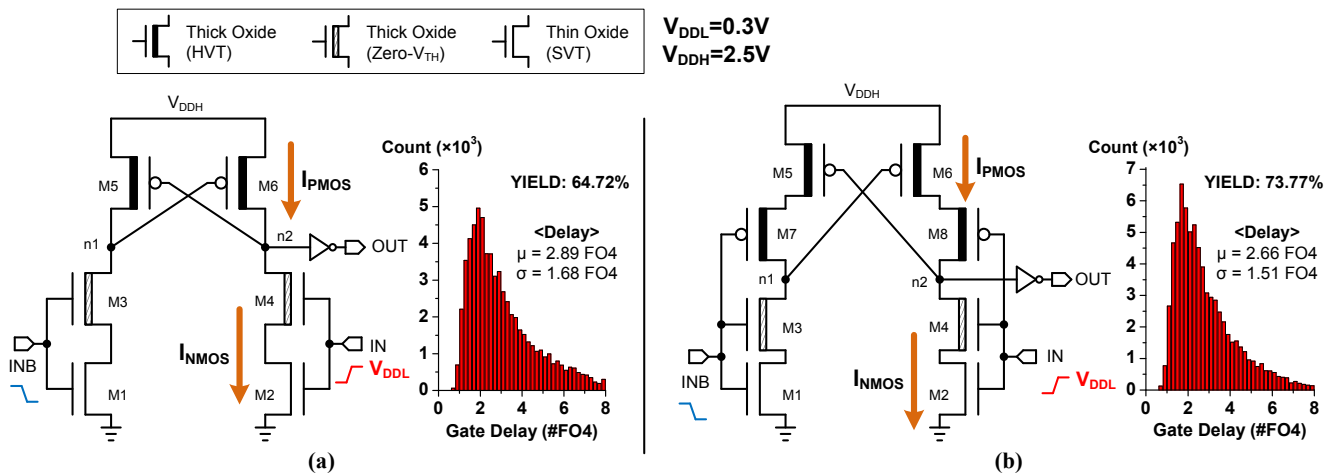 Thick Oxide
(HVT)
Thick Oxide
(Zero-VTH)
Thin Oxide
(SVT)
VDDL=0.3V
VDDH=2.5V
VDDH
M5
M6
IPMOS
n1
n2
OUT
M3
M4
INMOS
INB
IN
VDDL
M1
M2
Count (×10³)
6
5
4
3
2
1
0
YIELD: 64.72%
<Delay>
μ = 2.89 FO4
σ = 1.68 FO4
0 2 4 6 8
Gate Delay (#FO4)
(a)
VDDH
M5
M6
IPMOS
M7
M8
n1
n2
OUT
M3
M4
INMOS
INB
IN
VDDL
M1
M2
Count (×10³)
7
6
5
4
3
2
1
0
YIELD: 73.77%
<Delay>
μ = 2.66 FO4
σ = 1.51 FO4
0 2 4 6 8
Gate Delay (#FO4)
(b)